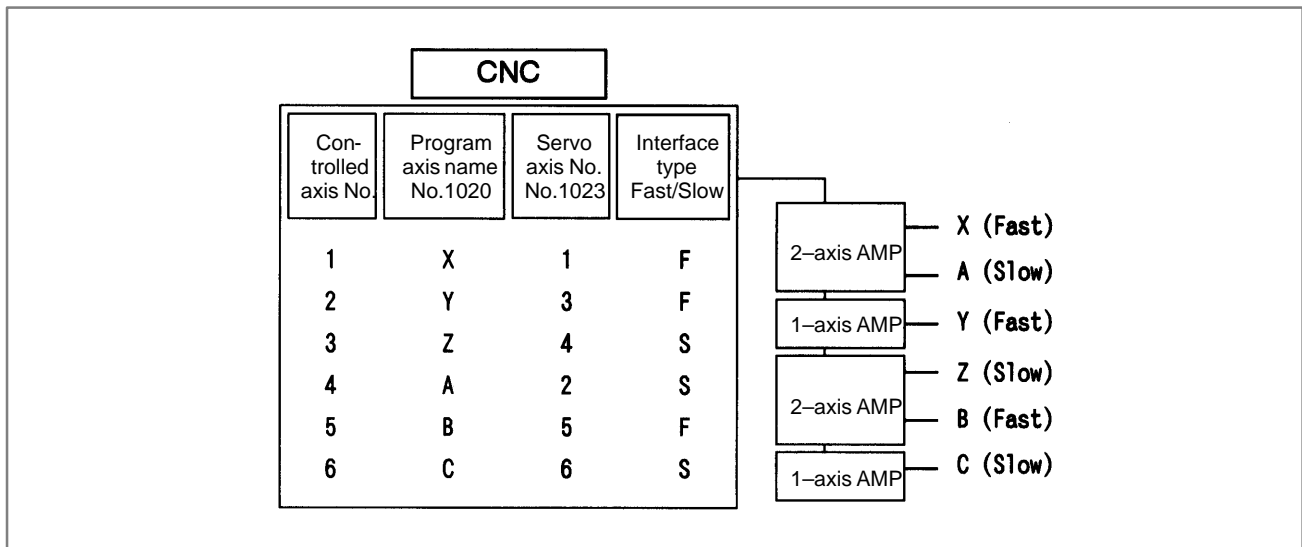 CNC
Con-
trolled
axis No.
Program
axis name
No.1020
Servo
axis No.
No.1023
Interface
type
Fast/Slow
1 X 1 F
2 Y 3 F
3 Z 4 S
4 A 2 S
5 B 5 F
6 C 6 S
2–axis AMP
X (Fast)
A (Slow)
1–axis AMP
Y (Fast)
2–axis AMP
Z (Slow)
B (Fast)
1–axis AMP
C (Slow)